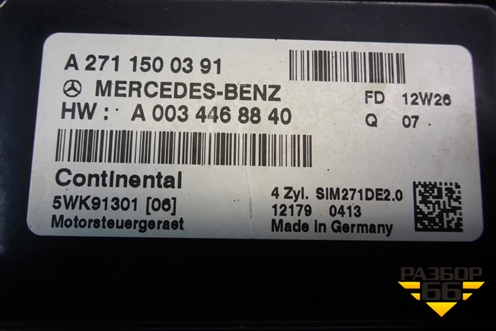 A 271 150 03 91
MERCEDES-BENZ
FD 12W26
HW : A 003 446 88 40
Q 07
Continental
5WK91301 [06]
4 Zyl. SIM271DE2.0
12179 0413
Motorsteuergeraet
Made in Germany
РАЗБОР
66